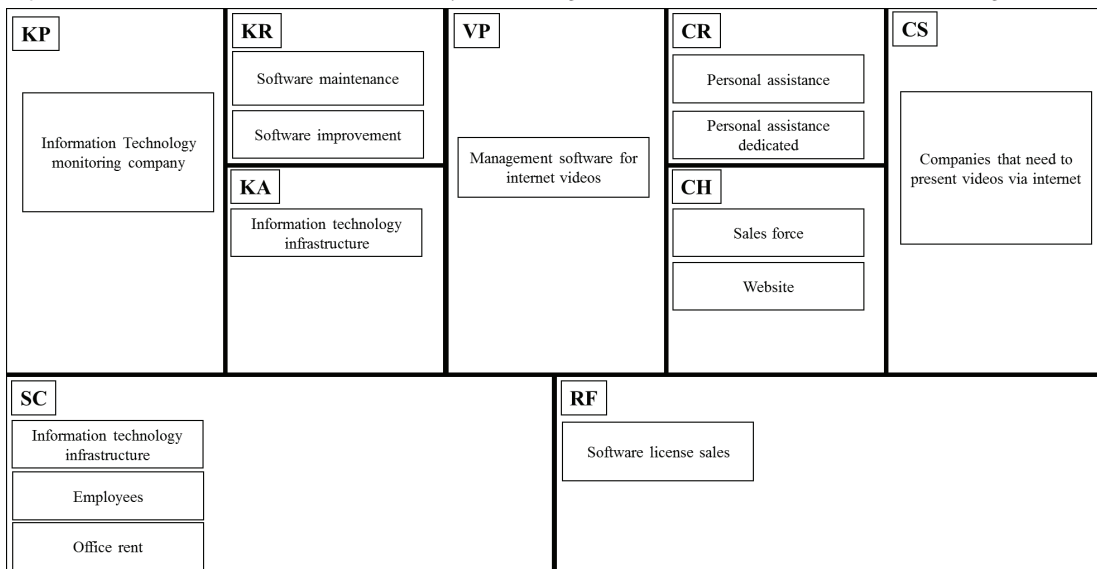 KP
Information Technology
monitoring company
KR
Software maintenance
Software improvement
KA
Information technology
infrastructure
VP
Management software for
internet videos
CR
Personal assistance
Personal assistance
dedicated
CH
Sales force
Website
CS
Companies that need to
present videos via internet
SC
Information technology
infrastructure
Employees
Office rent
RF
Software license sales